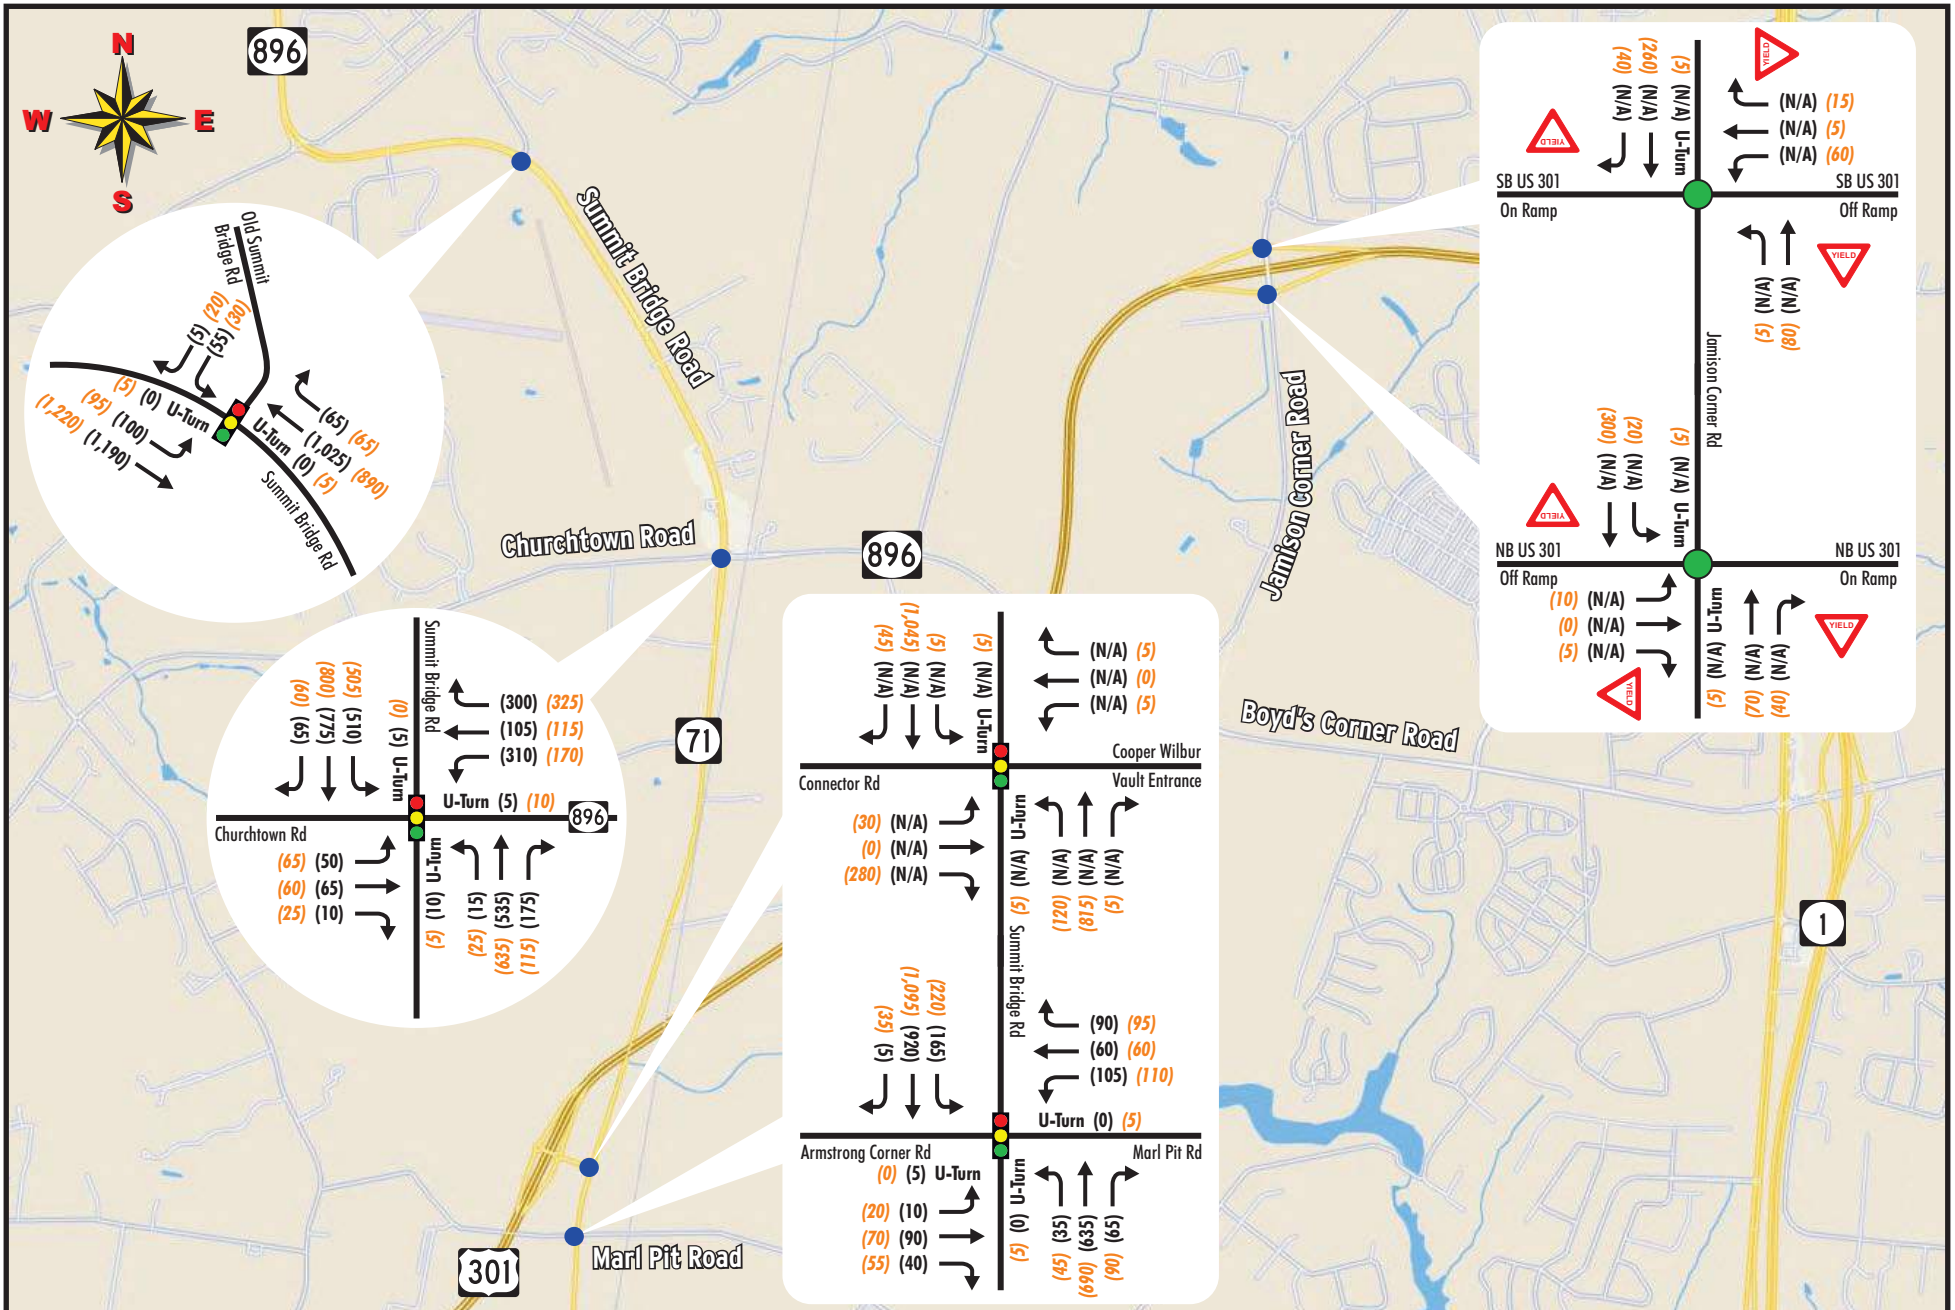 N
W
E
S
896
Summit Bridge Road
Old Summit
Bridge Rd
(5) (20)
(55) (30)
(5) (0) U-Turn
(95) (100)
(1,220) (1,190)
(65) (65)
(1,025) (890)
U-Turn (0) (5)
Summit Bridge Rd
Churchtown Road
896
Jamison Corner Road
Boyd's Corner Road
71
1
301
Marl Pit Road
Summit Bridge Rd
(60) (65)
(800) (775)
(505) (510)
(0) (5) U-Turn
(300) (325)
(105) (115)
(310) (170)
U-Turn (5) (10)
896
Churchtown Rd
(65) (50)
(60) (65)
(25) (10)
U-Turn (10) (5)
(15) (25)
(535) (639)
(175) (115)
(45) (N/A)
(1,045) (N/A)
(5) (N/A)
(5) (N/A) U-Turn
(N/A) (5)
(N/A) (0)
(N/A) (5)
Cooper Wilbur
Connector Rd
Vault Entrance
(30) (N/A)
(0) (N/A)
(280) (N/A)
U-Turn (N/A) (5)
(N/A) (120)
(N/A) (815)
(N/A) (5)
Summit Bridge Rd
(35) (5)
(1,095) (920)
(220) (165)
(90) (95)
(60) (60)
(105) (110)
U-Turn (0) (5)
Armstrong Corner Rd
Marl Pit Rd
(0) (5) U-Turn
(20) (10)
(70) (90)
(55) (40)
U-Turn (0) (5)
(35) (45)
(635) (690)
(65) (90)
(40) (N/A)
(260) (N/A)
(5) (N/A) U-Turn
YIELD
(N/A) (15)
(N/A) (5)
(N/A) (60)
YIELD
SB US 301
On Ramp
SB US 301
Off Ramp
(N/A) (5)
(N/A) (80)
YIELD
Jamison Corner Rd
(300) (N/A)
(20) (N/A)
(5) (N/A) U-Turn
YIELD
NB US 301
Off Ramp
NB US 301
On Ramp
(10) (N/A)
(0) (N/A)
(5) (N/A)
YIELD
U-Turn (N/A) (5)
(N/A) (70)
(N/A) (40)
YIELD